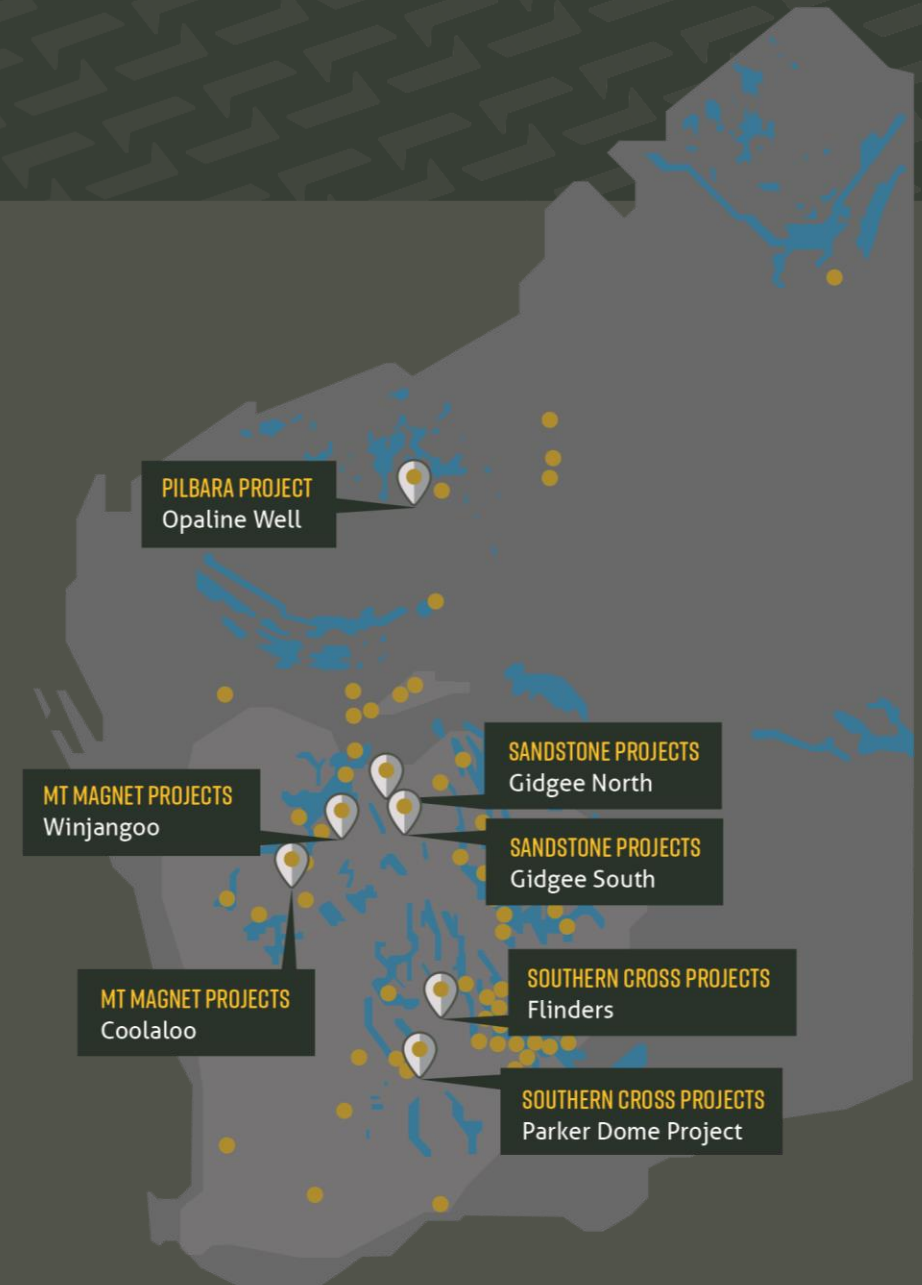 PILBARA PROJECT
Opaline Well
SANDSTONE PROJECTS
Gidgee North
MT MAGNET PROJECTS
Winjangoo
SANDSTONE PROJECTS
Gidgee South
SOUTHERN CROSS PROJECTS
Flinders
MT MAGNET PROJECTS
Coolaloo
SOUTHERN CROSS PROJECTS
Parker Dome Project